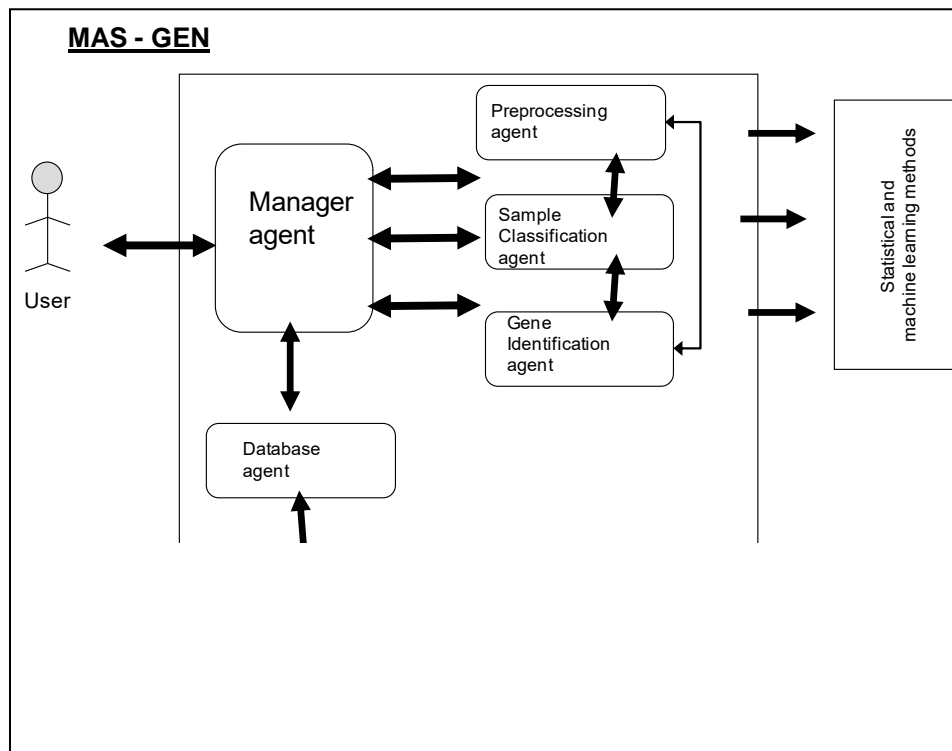 MAS - GEN
Preprocessing
agent
Manager
agent
Sample
Classification
agent
User
Gene
Identification
agent
Database
agent
Statistical and
machine learning methods